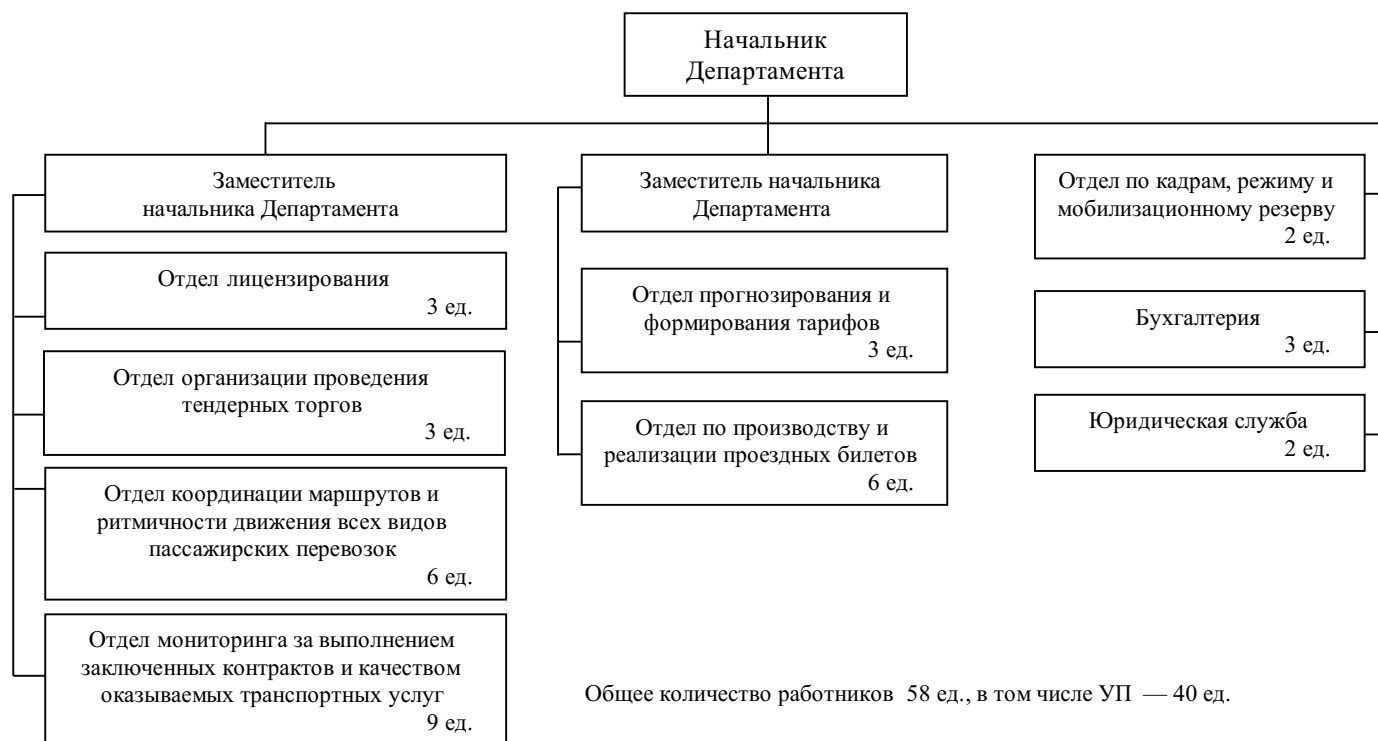 Начальник
Департамента
Заместитель
начальника Департамента
Отдел лицензирования
3 ед.
Отдел организации проведения
тендерных торгов
3 ед.
Отдел координации маршрутов и
ритмичности движения всех видов
пассажирских перевозок
6 ед.
Отдел мониторинга за выполнением
заключенных контрактов и качеством
оказываемых транспортных услуг
9 ед.
Заместитель начальника
Департамента
Отдел прогнозирования и
формирования тарифов
3 ед.
Отдел по производству и
реализации проездных билетов
6 ед.
Отдел по кадрам, режиму и
мобилизационному резерву
2 ед.
Бухгалтерия
3 ед.
Юридическая служба
2 ед.
Общее количество работников 58 ед., в том числе УП — 40 ед.